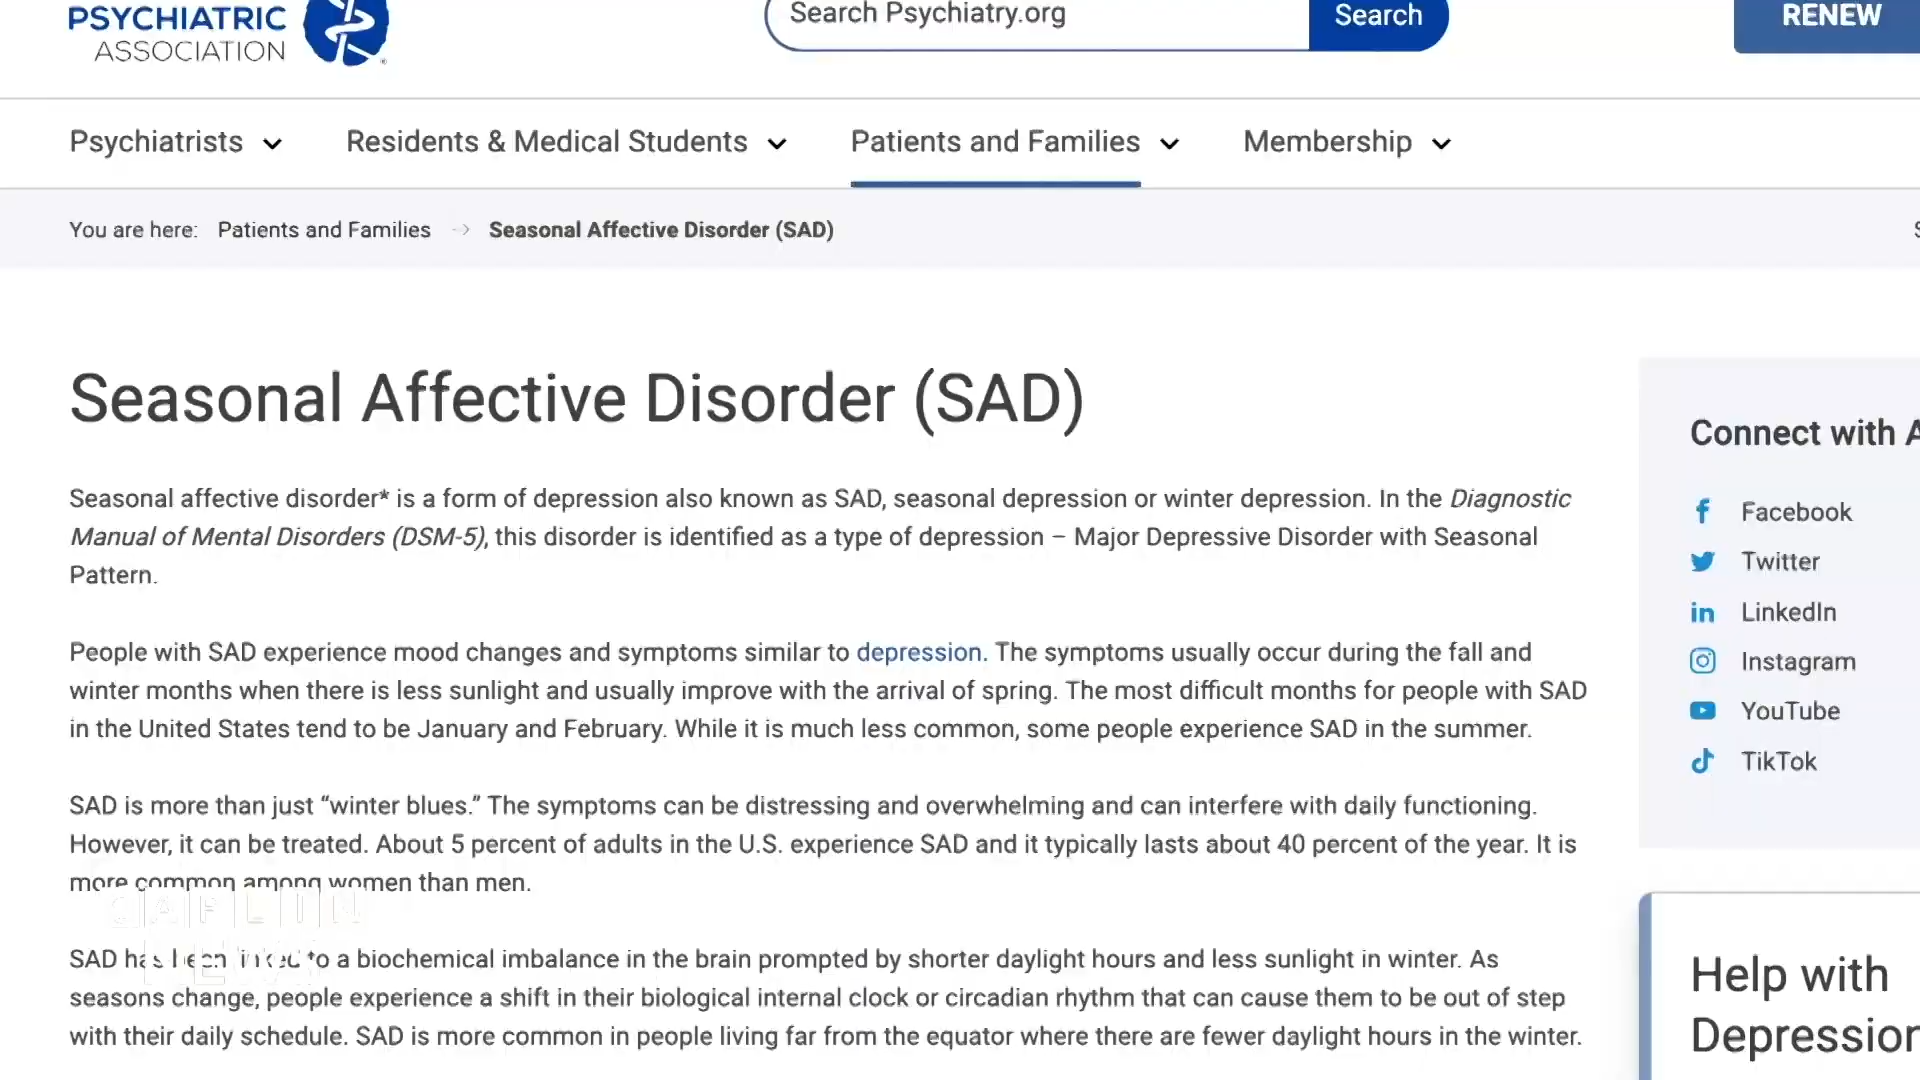 PSYCHIATRIC
ASSOCIATION
Search Psychiatry.org
Search
RENEW
Psychiatrists
Residents & Medical Students
Patients and Families
Membership
You are here: Patients and Families
Seasonal Affective Disorder (SAD)
Seasonal Affective Disorder (SAD)
Seasonal affective disorder* is a form of depression also known as SAD, seasonal depression or winter depression. In the Diagnostic
Manual of Mental Disorders (DSM-5), this disorder is identified as a type of depression – Major Depressive Disorder with Seasonal
Pattern.
People with SAD experience mood changes and symptoms similar to depression. The symptoms usually occur during the fall and
winter months when there is less sunlight and usually improve with the arrival of spring. The most difficult months for people with SAD
in the United States tend to be January and February. While it is much less common, some people experience SAD in the summer.
SAD is more than just “winter blues.” The symptoms can be distressing and overwhelming and can interfere with daily functioning.
However, it can be treated. About 5 percent of adults in the U.S. experience SAD and it typically lasts about 40 percent of the year. It is
more common among women than men.
SAD has been linked to a biochemical imbalance in the brain prompted by shorter daylight hours and less sunlight in winter. As
seasons change, people experience a shift in their biological internal clock or circadian rhythm that can cause them to be out of step
with their daily schedule. SAD is more common in people living far from the equator where there are fewer daylight hours in the winter.
Connect with
Facebook
Twitter
LinkedIn
Instagram
YouTube
TikTok
Help with
Depression